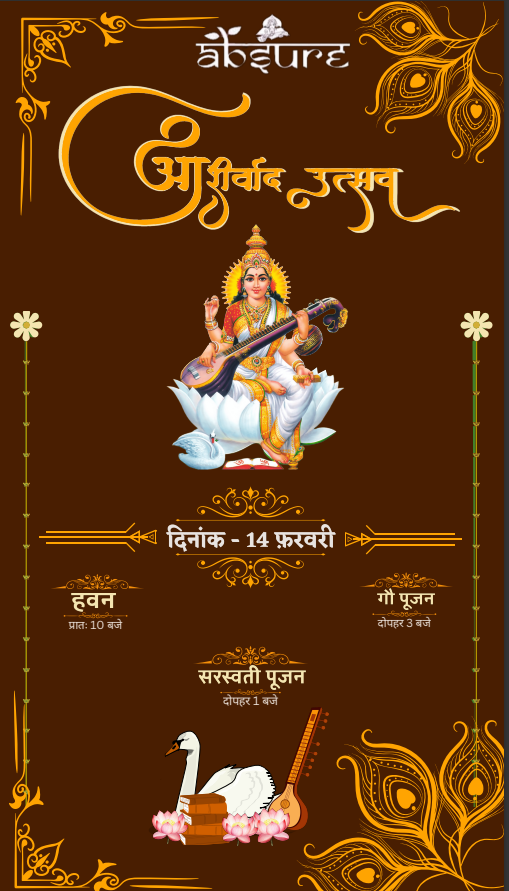 absure
आशीर्वाद उत्सव
दिनांक - 14 फ़रवरी
हवन
प्रातः 10 बजे
गौ पूजन
दोपहर 3 बजे
सरस्वती पूजन
दोपहर 1 बजे